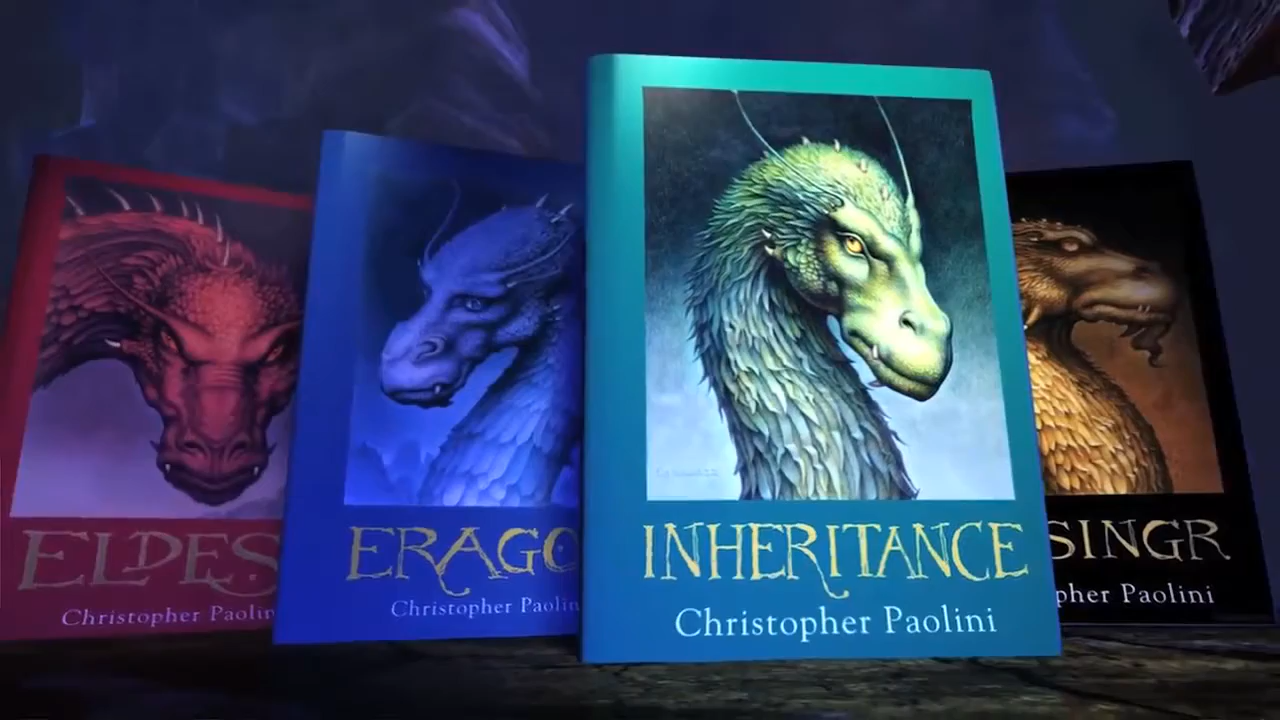 ELDES
Christopher Paolin
ERAGO
Christopher Paolin
INHERITANCE
Christopher Paolini
SINGR
pher Paolini